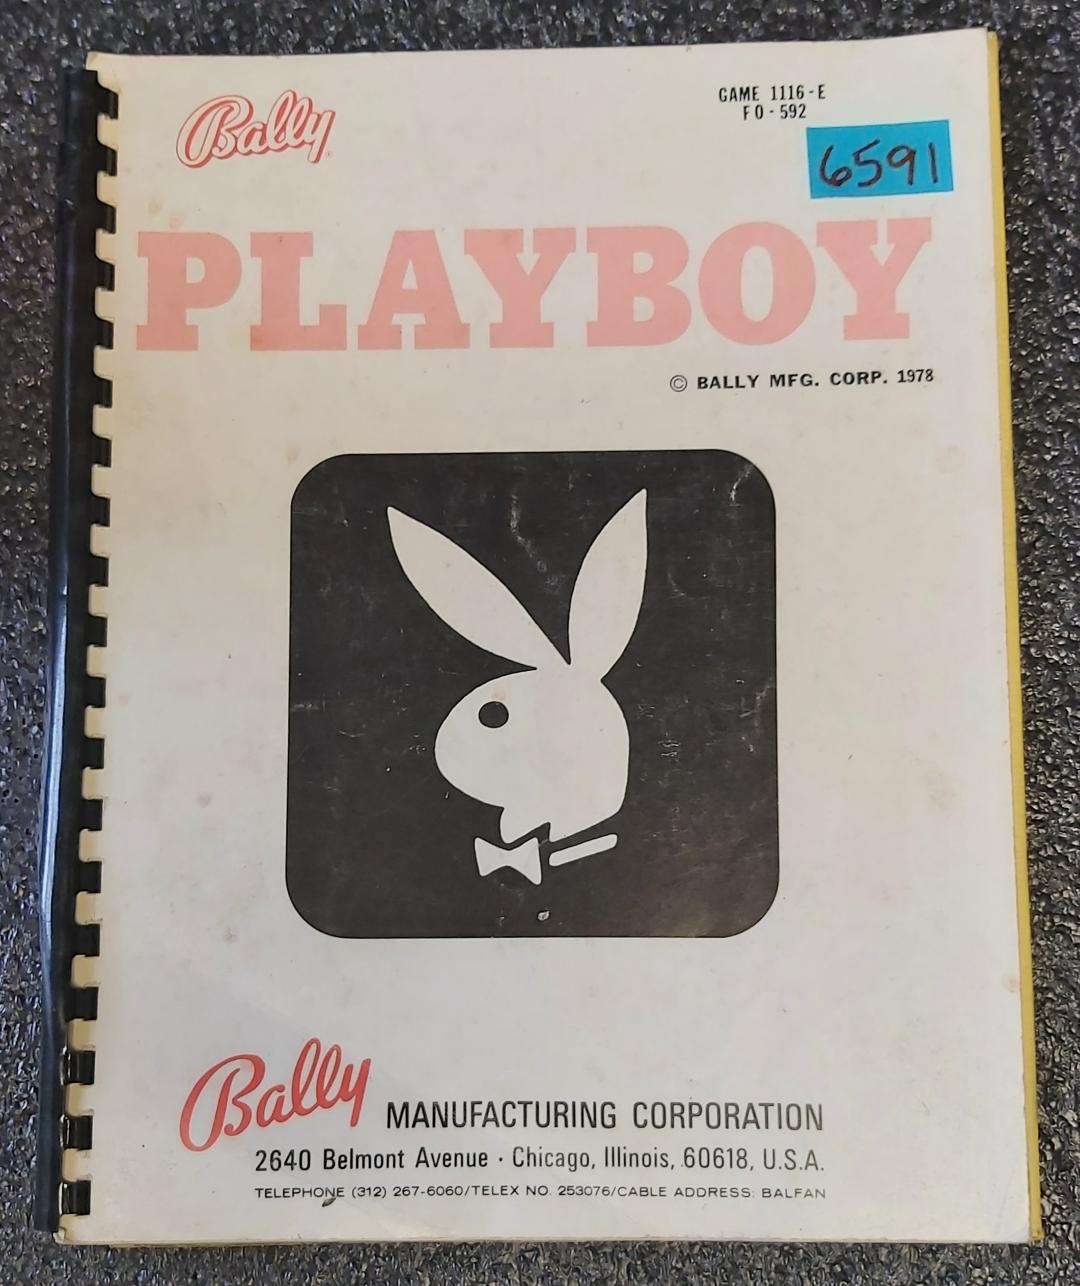 Bally
GAME 1116-E
FO-592
6591
PLAYBOY
© BALLY MFG. CORP. 1978
Bally MANUFACTURING CORPORATION
2640 Belmont Avenue · Chicago, Illinois, 60618, U.S.A.
TELEPHONE (312) 267-6060/TELEX NO. 253076/CABLE ADDRESS: BALFAN